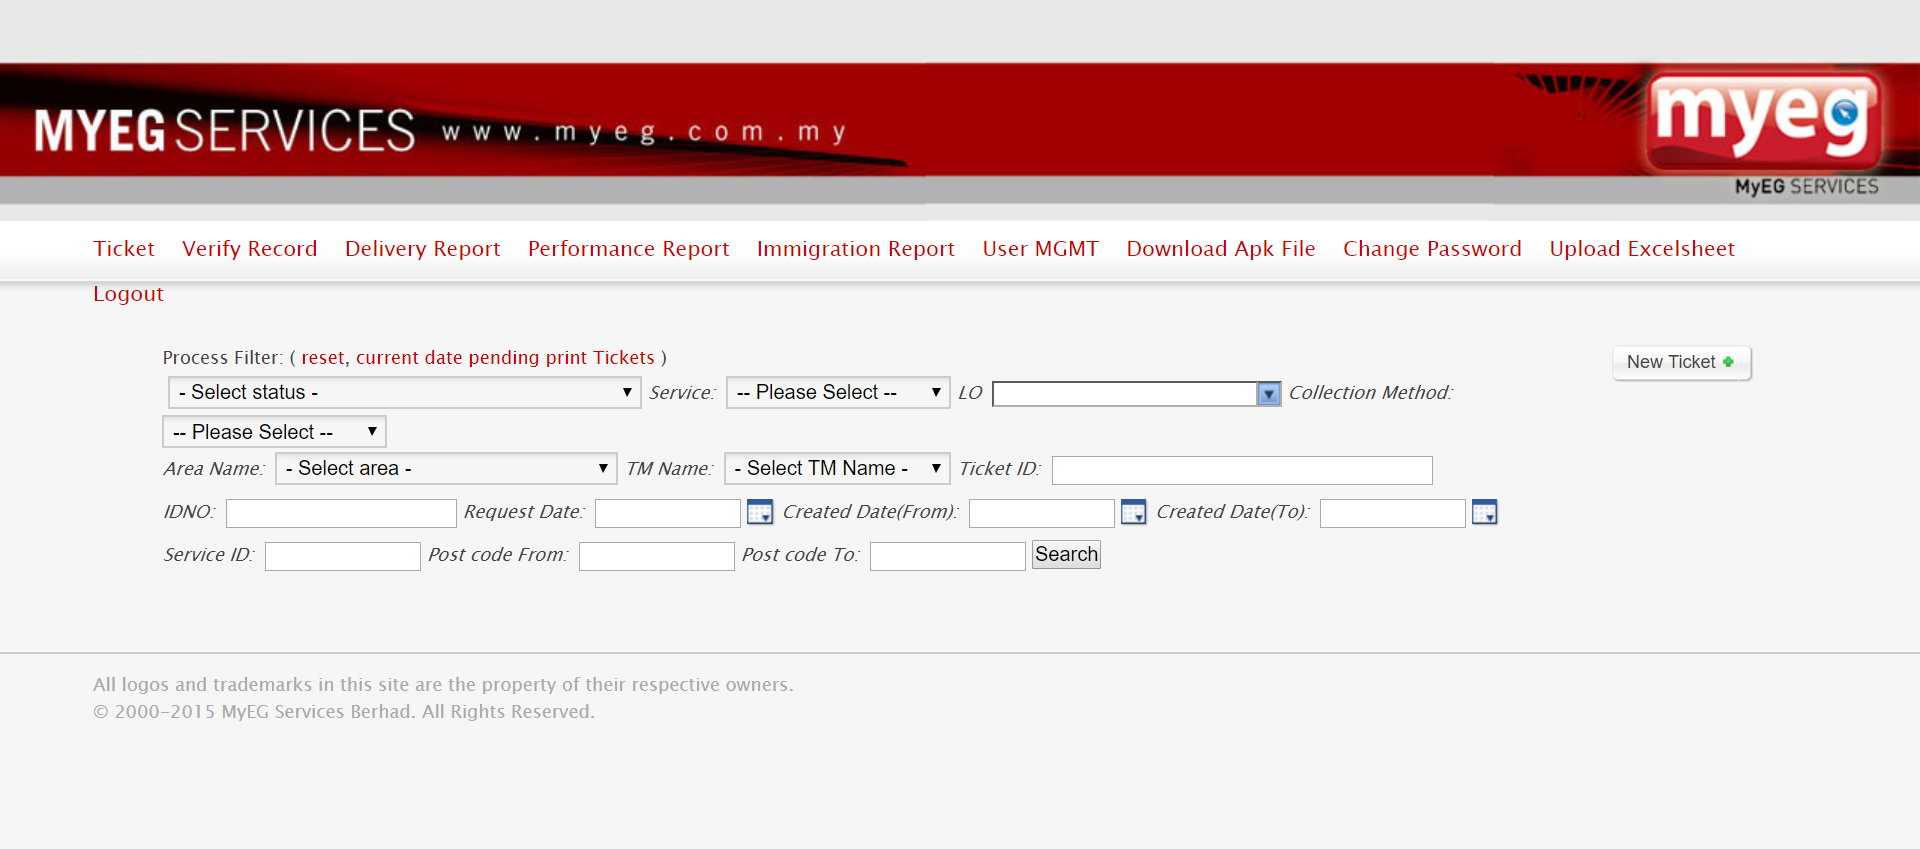 MYEG SERVICES www.myeg.com.my
myeg
MyEG SERVICES
Ticket Verify Record Delivery Report Performance Report Immigration Report User MGMT Download Apk File Change Password Upload Excelsheet
Logout
Process Filter: ( reset, current date pending print Tickets )
New Ticket
- Select status - Service: -- Please Select -- LO Collection Method:
-- Please Select --
Area Name: - Select area - TM Name: - Select TM Name - Ticket ID:
IDNO: Request Date: Created Date(From): Created Date(To):
Service ID: Post code From: Post code To: Search
All logos and trademarks in this site are the property of their respective owners.
© 2000-2015 MyEG Services Berhad. All Rights Reserved.